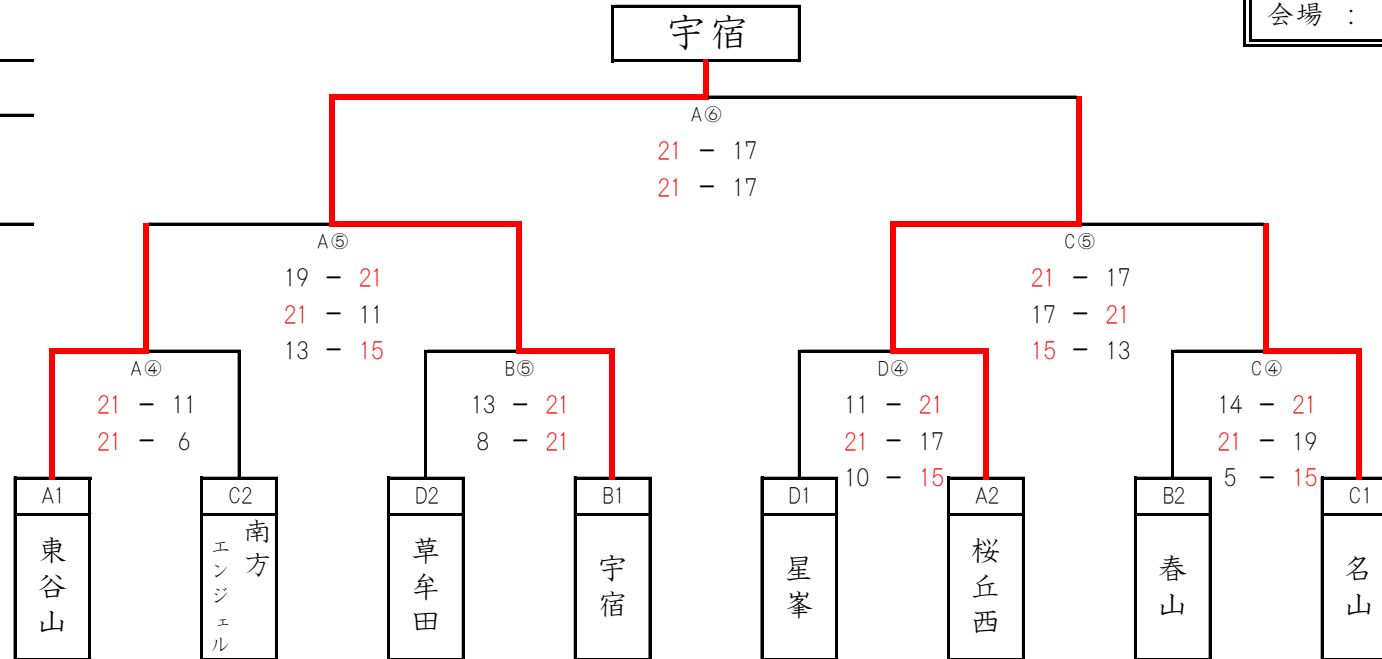 宇宿
会場 :
A⑥
21 - 17
21 - 17
A⑤
19 - 21
21 - 11
13 - 15
C⑤
21 - 17
17 - 21
15 - 13
A④
21 - 11
21 - 6
B⑤
13 - 21
8 - 21
D④
11 - 21
21 - 17
10 - 15
C④
14 - 21
21 - 19
5 - 15
A1
東谷山
C2
南方
エンジェル
D2
草牟田
B1
宇宿
D1
星峯
A2
桜丘西
B2
春山
C1
名山